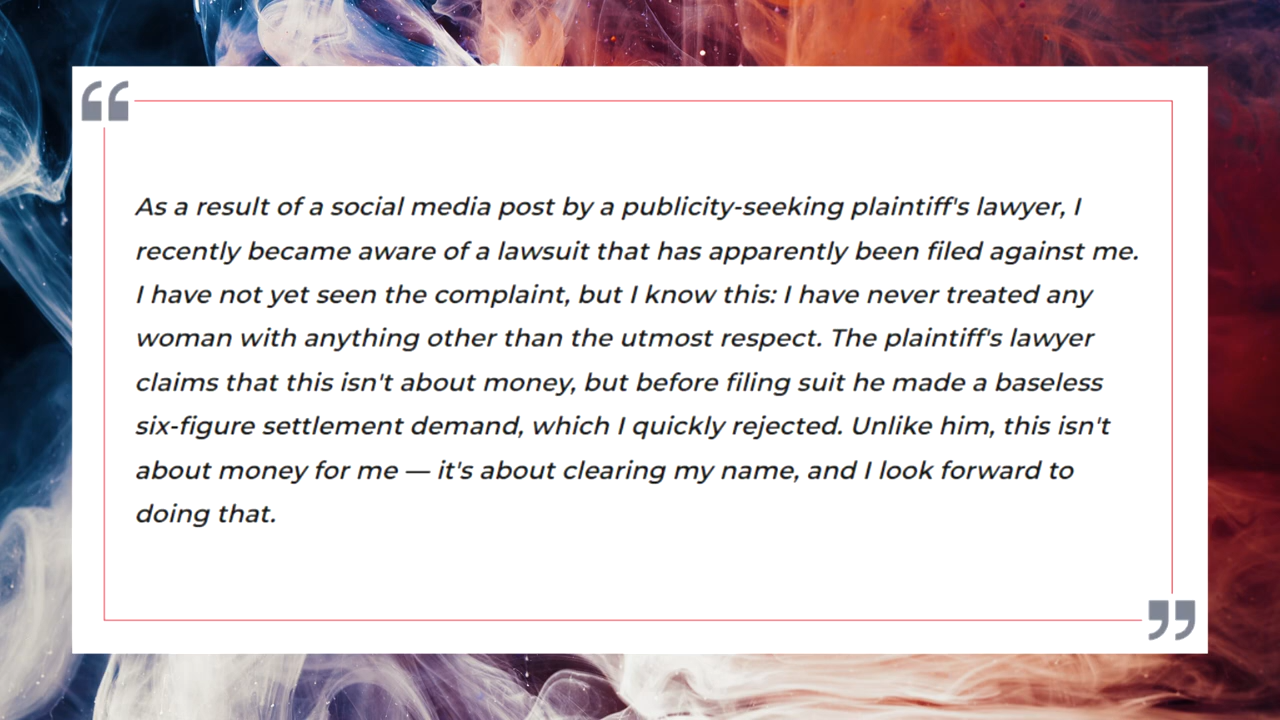 “
As a result of a social media post by a publicity-seeking plaintiff's lawyer, I
recently became aware of a lawsuit that has apparently been filed against me.
I have not yet seen the complaint, but I know this: I have never treated any
woman with anything other than the utmost respect. The plaintiff's lawyer
claims that this isn't about money, but before filing suit he made a baseless
six-figure settlement demand, which I quickly rejected. Unlike him, this isn't
about money for me — it's about clearing my name, and I look forward to
doing that.
”